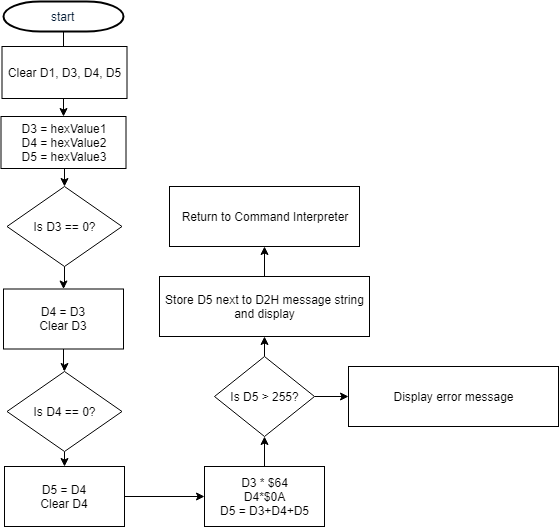 start
Clear D1, D3, D4, D5
D3 = hexValue1
D4 = hexValue2
D5 = hexValue3
Is D3 == 0?
D4 = D3
Clear D3
Is D4 == 0?
D5 = D4
Clear D4
D3 * $64
D4*$0A
D5 = D3+D4+D5
Is D5 > 255?
Display error message
Store D5 next to D2H message string
and display
Return to Command Interpreter